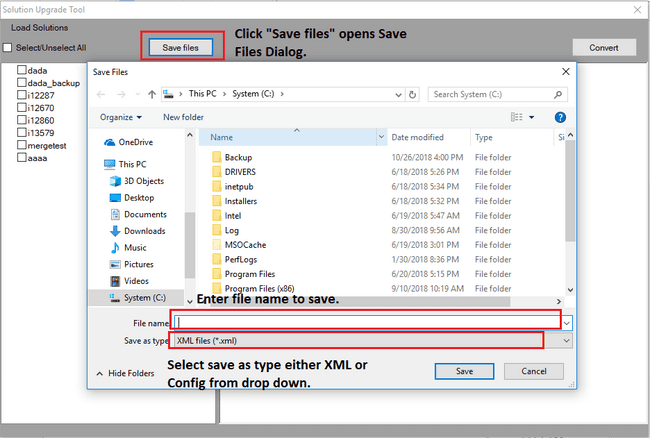 Solution Upgrade Tool
Load Solutions
Select/Unselect All
Save files
Click "Save files" opens Save
Files Dialog.
Convert
dada
dada_backup
i12287
i12670
i12860
i13579
mergetest
aaaa
Save Files
This PC > System (C:) >
Search System (C:)
Organize
New folder
Name
Date modified
Type
Si
OneDrive
This PC
3D Objects
Desktop
Documents
Downloads
Music
Pictures
Videos
System (C:)
Backup 10/26/2018 4:00 PM File folder
DRIVERS 6/18/2018 5:26 PM File folder
inetpub 6/18/2018 5:34 PM File folder
Installers 6/18/2018 5:32 PM File folder
Intel 6/19/2018 5:47 AM File folder
Log 8/30/2018 9:56 AM File folder
MSOCache 6/19/2018 3:01 PM File folder
PerfLogs 1/30/2018 8:36 PM File folder
Program Files 6/20/2018 5:15 PM File folder
Program Files (x86) 9/10/2018 10:19 AM File folder
Enter file name to save.
File name
Save as type XML files (*.xml)
Select save as type either XML or
Config from drop down.
Hide Folders
Save
Cancel